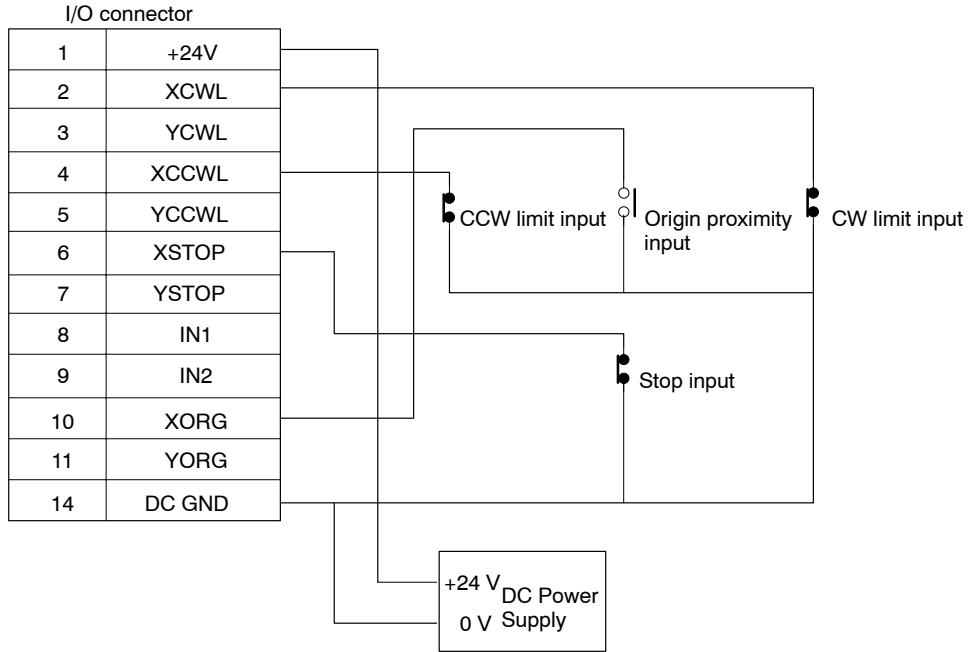 I/O connector
1 +24V
2 XCWL
3 YCWL
4 XCCWL
5 YCCWL
6 XSTOP
7 YSTOP
8 IN1
9 IN2
10 XORG
11 YORG
14 DC GND
CCW limit input
Origin proximity
input
CW limit input
Stop input
+24 V
0 V
DC Power
Supply